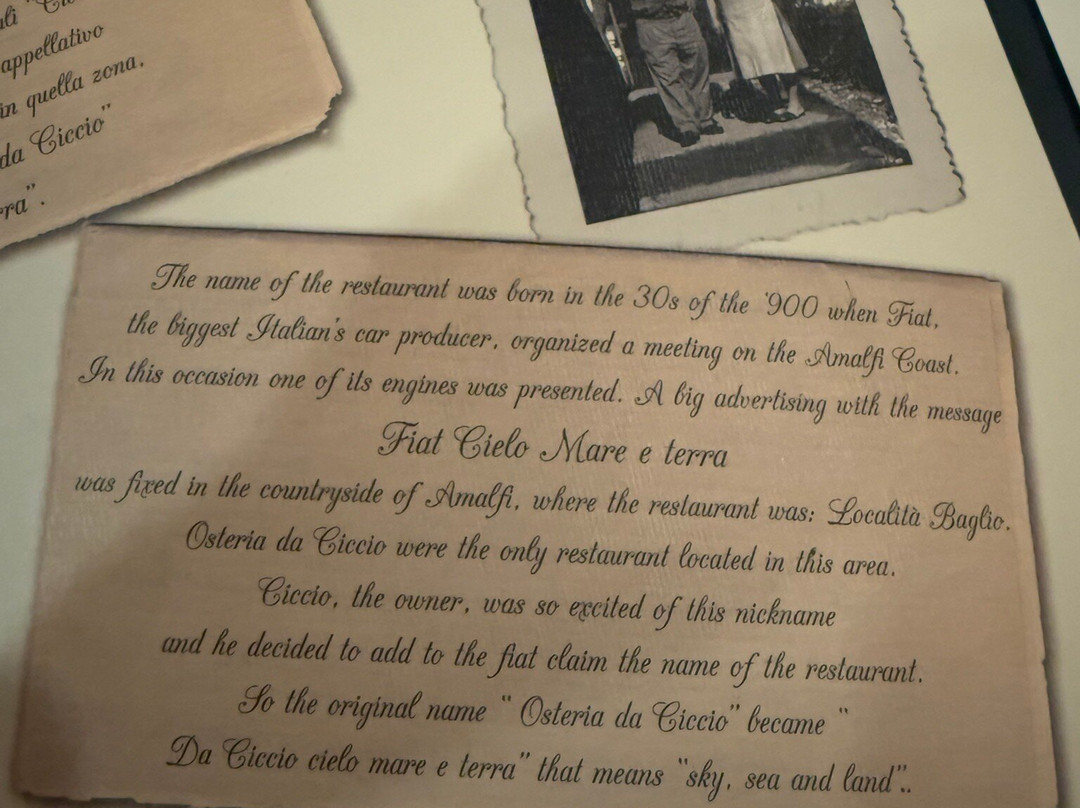 appellativo
in quella zona.
da Ciccio"
The name of the restaurant was born in the 30s of the '900 when Fiat,
the biggest Italian's car producer, organized a meeting on the Amalfi Coast.
In this occasion one of its engines was presented. A big advertising with the message
Fiat Cielo Mare e terra
was fixed in the countryside of Amalfi, where the restaurant was: Località Baglio.
Osteria da Ciccio were the only restaurant located in this area.
Ciccio, the owner, was so excited of this nickname
and he decided to add to the fiat claim the name of the restaurant.
So the original name " Osteria da Ciccio" became "
Da Ciccio cielo mare e terra" that means "sky, sea and land"..